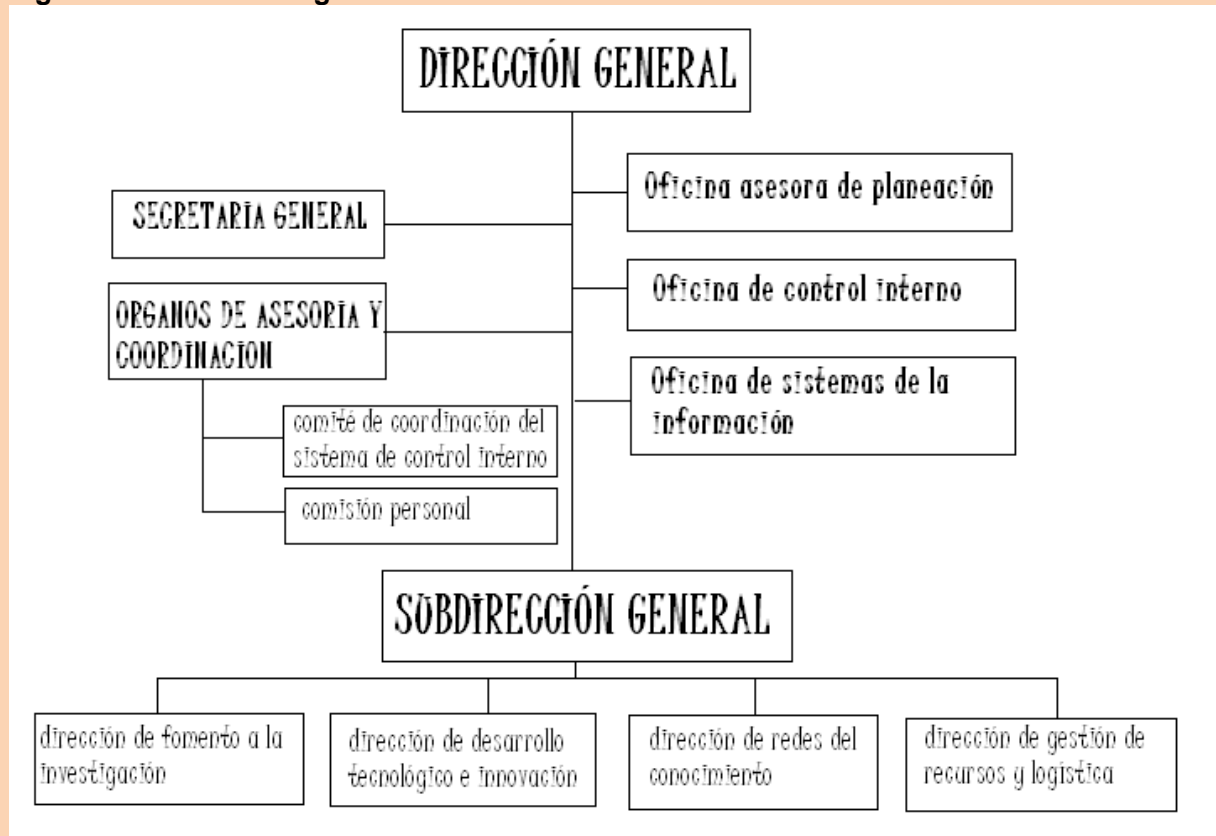 DIRECCIÓN GENERAL
Oficina asesora de planeación
SECRETARIA GENERAL
Oficina de control interno
ORGANOS DE ASESORIA Y
COORDINACION
Oficina de sistemas de la
información
comité de coordinación del
sistema de control interno
comisión personal
SUBDIRECCIÓN GENERAL
dirección de fomento a la
investigación
dirección de desarrollo
tecnológico e innovación
dirección de redes del
conocimiento
dirección de gestión de
recursos y logística